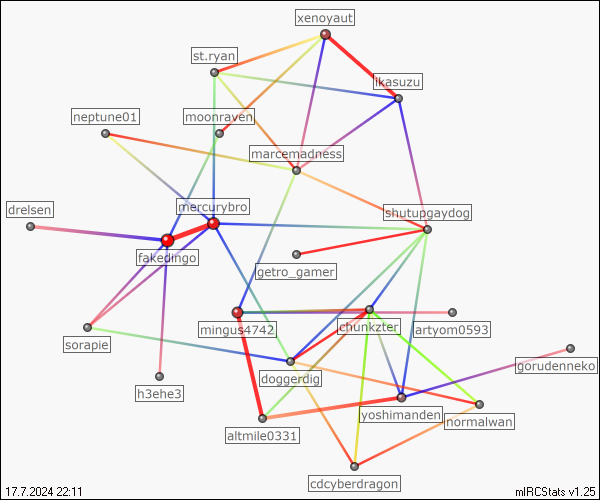 xenoyaut
st.ryan
ikasuzu
neptune01
moonraven
marcemadness
mercurybro
drelsen
shutupgaydog
fakedingo
getro_gamer
mingus4742
chunkzter
artyom0593
sorapie
doggerdig
gorudenneko
h3ehe3
yoshimanden
normalwan
altmile0331
cdcyberdragon
17.7.2024 22:11
mIRCStats v1.25